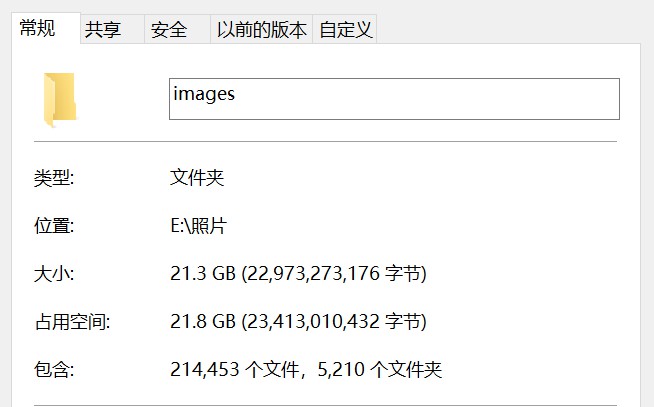 常规 共享 安全 以前的版本 自定义
images
类型: 文件夹
位置: E:\照片
大小: 21.3 GB (22,973,273,176 字节)
占用空间: 21.8 GB (23,413,010,432 字节)
包含: 214,453 个文件，5,210 个文件夹